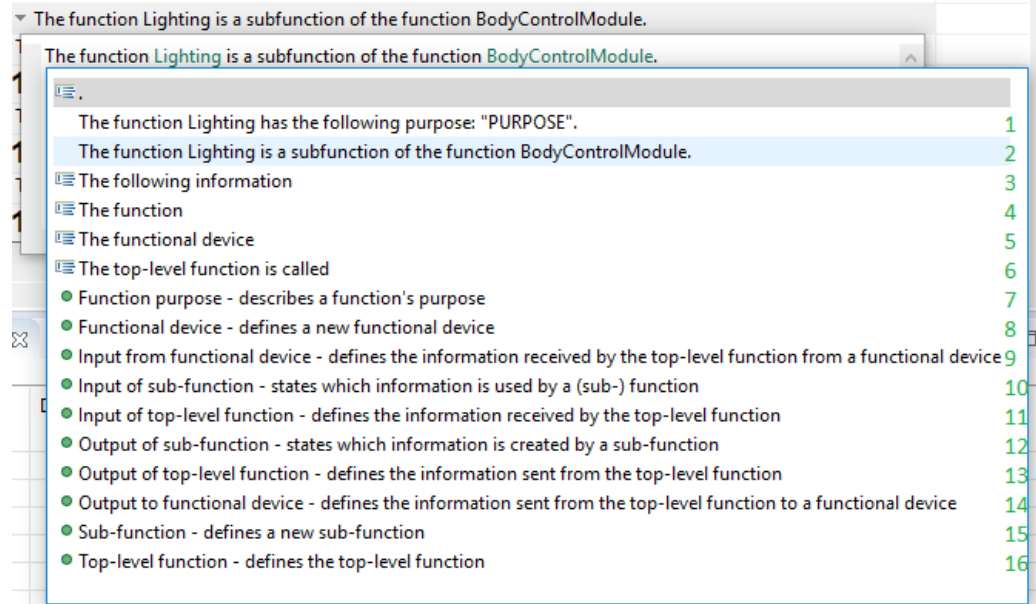 The function Lighting is a subfunction of the function BodyControlModule.
The function Lighting is a subfunction of the function BodyControlModule.
.
The function Lighting has the following purpose: "PURPOSE". 1
The function Lighting is a subfunction of the function BodyControlModule. 2
The following information 3
The function 4
The functional device 5
The top-level function is called 6
Function purpose - describes a function's purpose 7
Functional device - defines a new functional device 8
Input from functional device - defines the information received by the top-level function from a functional device 9
Input of sub-function - states which information is used by a (sub-) function 10
Input of top-level function - defines the information received by the top-level function 11
Output of sub-function - states which information is created by a sub-function 12
Output of top-level function - defines the information sent from the top-level function 13
Output to functional device - defines the information sent from the top-level function to a functional device 14
Sub-function - defines a new sub-function 15
Top-level function - defines the top-level function 16